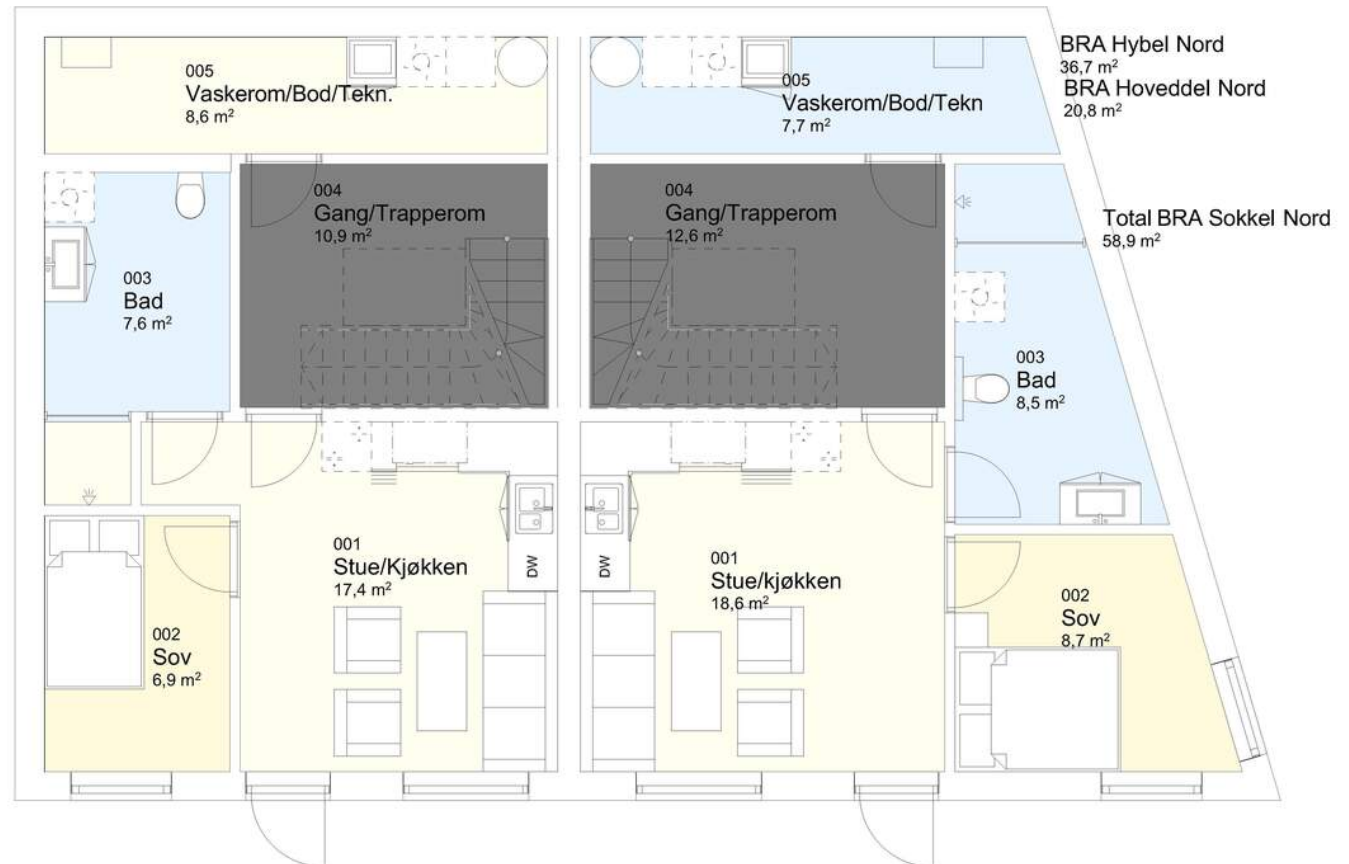 005
Vaskerom/Bod/Tekn.
8,6 m²
005
Vaskerom/Bod/Tekn
7,7 m²
BRA Hybel Nord
36,7 m²
BRA Hoveddel Nord
20,8 m²
004
Gang/Trapperom
10,9 m²
004
Gang/Trapperom
12,6 m²
Total BRA Sokkel Nord
58,9 m²
003
Bad
7,6 m²
003
Bad
8,5 m²
001
Stue/Kjøkken
17,4 m²
DW
DW
001
Stue/kjøkken
18,6 m²
002
Sov
6,9 m²
002
Sov
8,7 m²